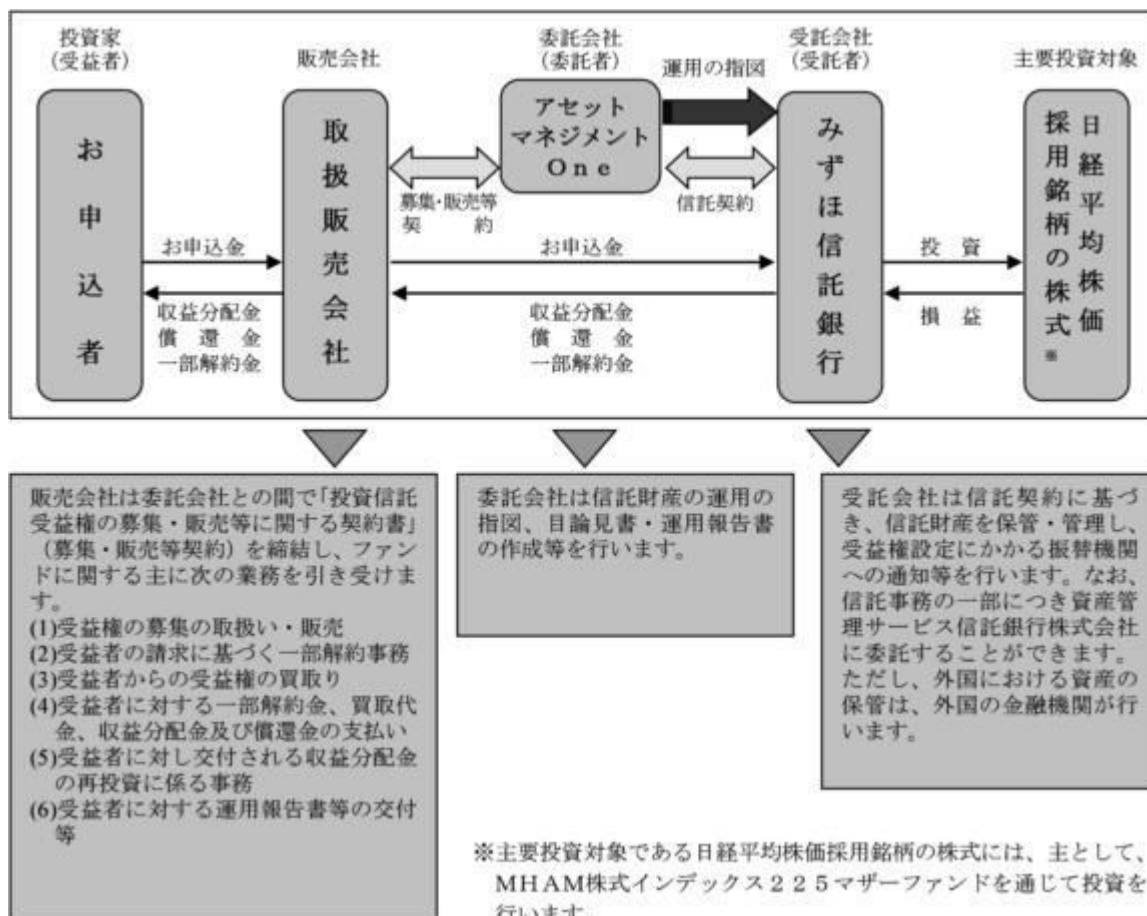 投資家
(受益者)
販売会社
委託会社
(委託者)
運用の指図
受託会社
(受託者)
主要投資対象
お申込者
取扱販売会社
アセット
マネジメント
One
みずほ信託銀行
日経平均株価
採用銘柄の株式※
募集・販売等
契 約
信託契約
お申込金
収益分配金
償 還 金
一部解約金
お申込金
収益分配金
償 還 金
一部解約金
投 資
損 益
販売会社は委託会社との間で「投資信託
受益権の募集・販売等に関する契約書」
(募集・販売等契約)を締結し、ファン
ドに関する主に次の業務を引き受けま
す。
(1)受益権の募集の取扱い・販売
(2)受益者の請求に基づく一部解約事務
(3)受益者からの受益権の買取り
(4)受益者に対する一部解約金、買取代
金、収益分配金及び償還金の支払い
(5)受益者に対し交付される収益分配金
の再投資に係る事務
(6)受益者に対する運用報告書等の交付
等
委託会社は信託財産の運用の
指図、目論見書・運用報告書
の作成等を行います。
受託会社は信託契約に基づ
き、信託財産を保管・管理し、
受益権設定にかかる振替機関
への通知等を行います。なお、
信託事務の一部につき資産管
理サービス信託銀行株式会社
に委託することができます。
ただし、外国における資産の
保管は、外国の金融機関が行
います。
※主要投資対象である日経平均株価採用銘柄の株式には、主として、
MHAM株式インデックス225マザーファンドを通じて投資を
行います。